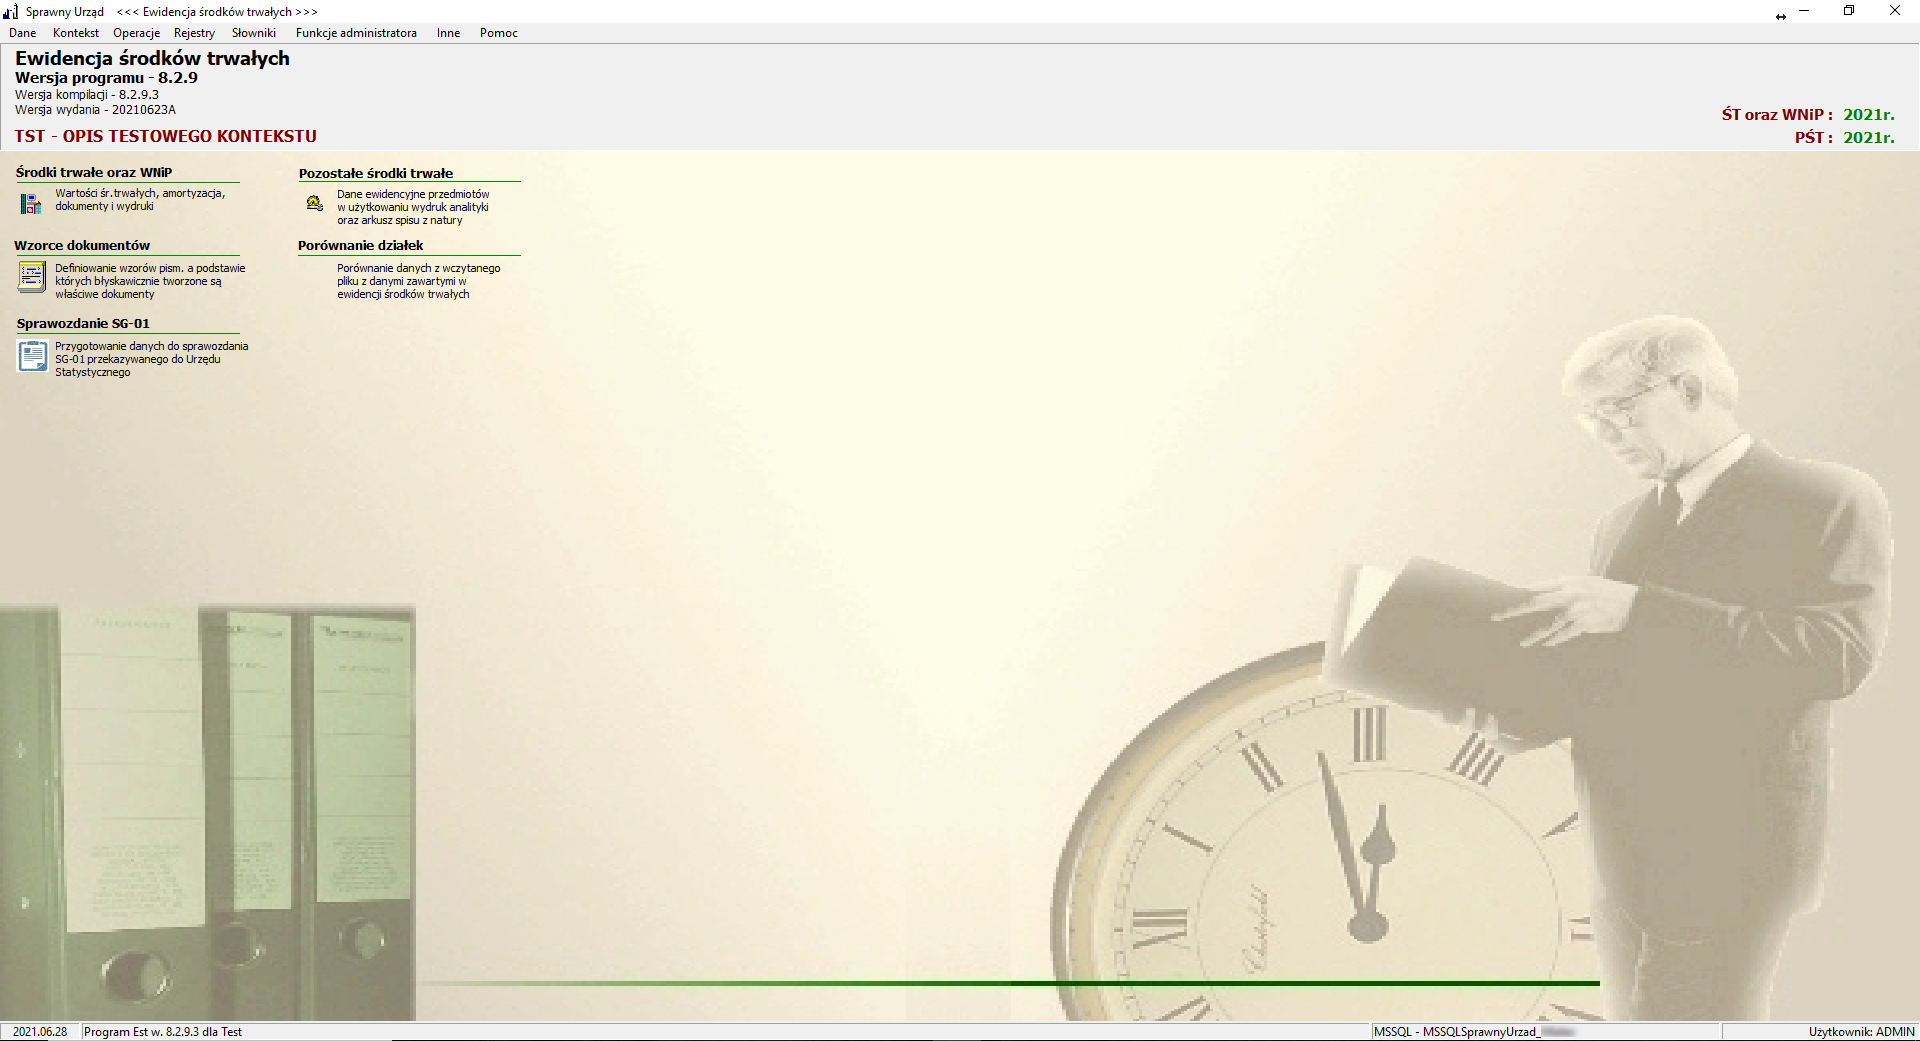 Sprawny Urząd <<< Ewidencja środków trwałych >>>
Dane Kontekst Operacje Rejestry Słowniki Funkcje administratora Inne Pomoc
Ewidencja środków trwałych
Wersja programu - 8.2.9
Wersja kompilacji - 8.2.9.3
Wersja wydania - 20210623A
TST - OPIS TESTOWEGO KONTEKSTU
ŚT oraz WNiP : 2021r.
PŚT : 2021r.
Środki trwałe oraz WNiP
Wartości śr.trwałych, amortyzacja,
dokumenty i wydruki
Pozostałe środki trwałe
Dane ewidencyjne przedmiotów
w użytkowaniu wydruk analityki
oraz arkusz spisu z natury
Wzorce dokumentów
Definiowanie wzorów pism. a podstawie
których błyskawicznie tworzone są
właściwe dokumenty
Porównanie działek
Porównanie danych z wczytanego
pliku z danymi zawartymi w
ewidencji środków trwałych
Sprawozdanie SG-01
Przygotowanie danych do sprawozdania
SG-01 przekazywanego do Urzędu
Statystycznego
XII
I
2021.06.28
Program Est w. 8.2.9.3 dla Test
MSSQL - MSSQLSprawnyUrzad_
Użytkownik: ADMIN